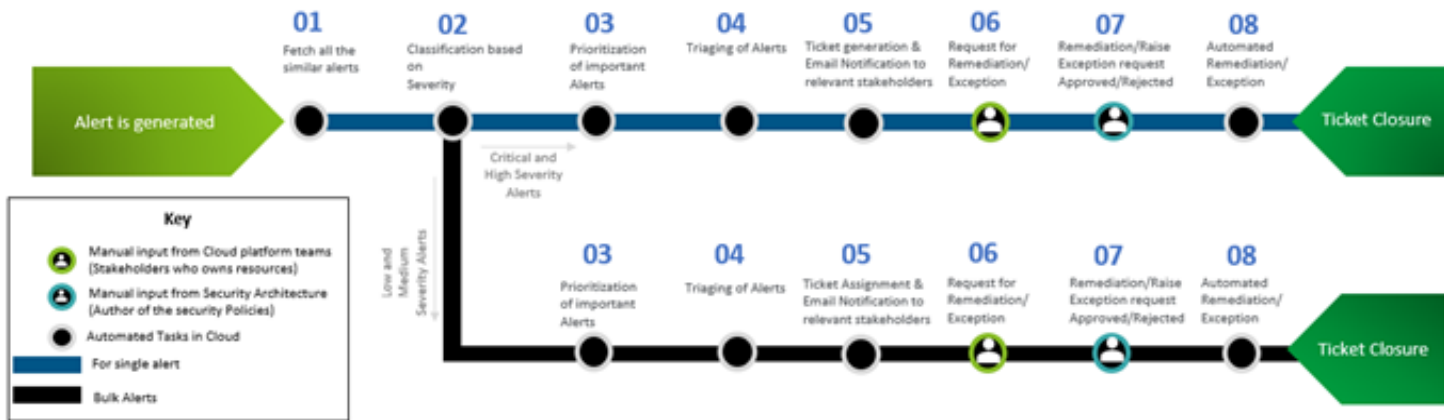 01
Fetch all the
similar alerts
02
Classification based
on
Severity
03
Prioritization
of important
Alerts
04
Triaging of Alerts
05
Ticket generation &
Email Notification to
relevant stakeholders
06
Request for
Remediation/
Exception
07
Remediation/Raise
Exception request
Approved/Rejected
08
Automated
Remediation/
Exception
Alert is generated
Ticket Closure
Critical and
High Severity
Alerts
Low and
Medium
Severity Alerts
Key
Manual input from Cloud platform teams
(Stakeholders who owns resources)
Manual input from Security Architecture
(Author of the security Policies)
Automated Tasks in Cloud
For single alert
Bulk Alerts
03
Prioritization
of important
Alerts
04
Triaging of Alerts
05
Ticket Assignment &
Email Notification to
relevant stakeholders
06
Request for
Remediation/
Exception
07
Remediation/Raise
Exception request
Approved/Rejected
08
Automated
Remediation/
Exception
Ticket Closure